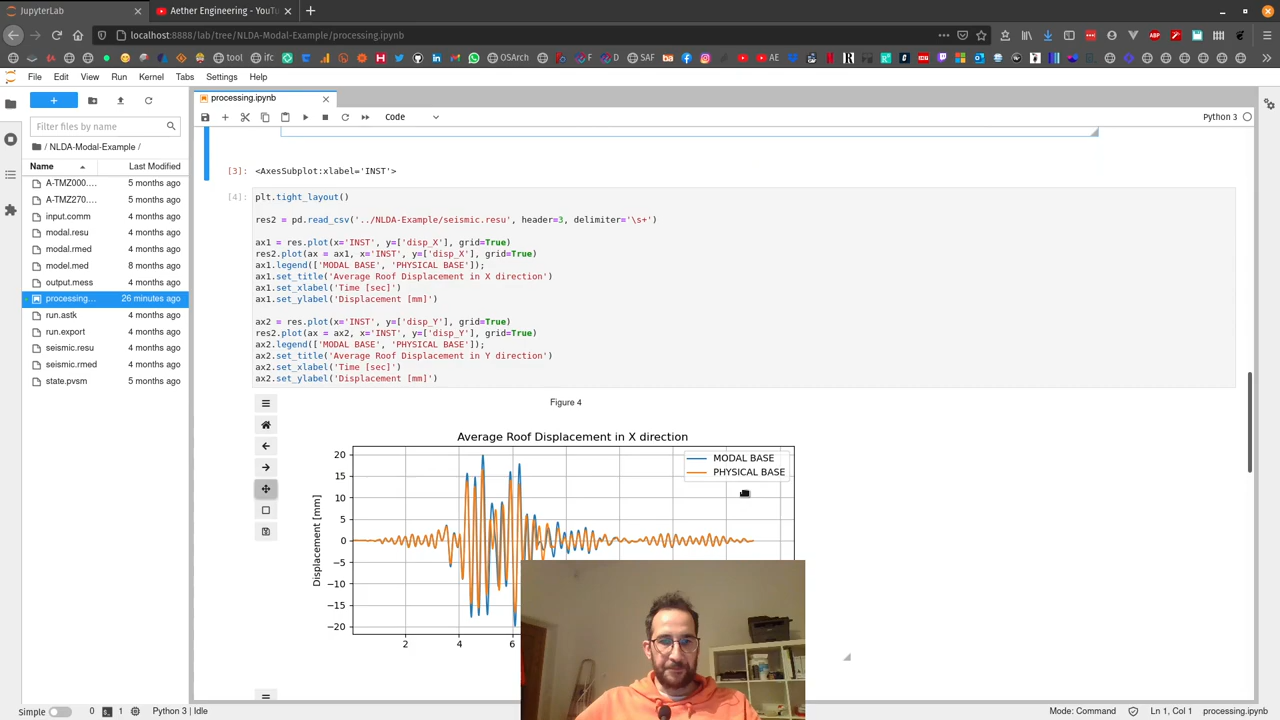 JupyterLab
Aether Engineering - YouTu
localhost:8888/lab/tree/NLDA-Modal-Example/processing.ipynb
tool
ifc
OSArch
F
D
SAF
AE
File Edit View Run Kernel Tabs Settings Help
processing.ipynb
Code
Python 3
Filter files by name
/ NLDA-Modal-Example /
Name Last Modified
A-TMZ000.... 5 months ago
A-TMZ270.... 5 months ago
input.comm 4 months ago
modal.resu 4 months ago
modal.rmed 4 months ago
model.med 8 months ago
output.mess 4 months ago
processing... 26 minutes ago
run.astk 4 months ago
run.export 4 months ago
seismic.resu 4 months ago
seismic.rmed 4 months ago
state.pvsm 5 months ago
[3]: <AxesSubplot:xlabel='INST'>
[4]: plt.tight_layout()
res2 = pd.read_csv('../NLDA-Example/seismic.resu', header=3, delimiter='\s+')
ax1 = res.plot(x='INST', y=['disp_X'], grid=True)
res2.plot(ax = ax1, x='INST', y=['disp_X'], grid=True)
ax1.legend(['MODAL BASE', 'PHYSICAL BASE']);
ax1.set_title('Average Roof Displacement in X direction')
ax1.set_xlabel('Time [sec]')
ax1.set_ylabel('Displacement [mm]')
ax2 = res.plot(x='INST', y=['disp_Y'], grid=True)
res2.plot(ax = ax2, x='INST', y=['disp_Y'], grid=True)
ax2.legend(['MODAL BASE', 'PHYSICAL BASE']);
ax2.set_title('Average Roof Displacement in Y direction')
ax2.set_xlabel('Time [sec]')
ax2.set_ylabel('Displacement [mm]')
Figure 4
Average Roof Displacement in X direction
MODAL BASE
PHYSICAL BASE
Displacement [mm]
20
15
10
5
0
−5
−10
−15
−20
2 4 6
Simple 0 1 Python 3 | Idle
Mode: Command Ln 1, Col 1 processing.ipynb